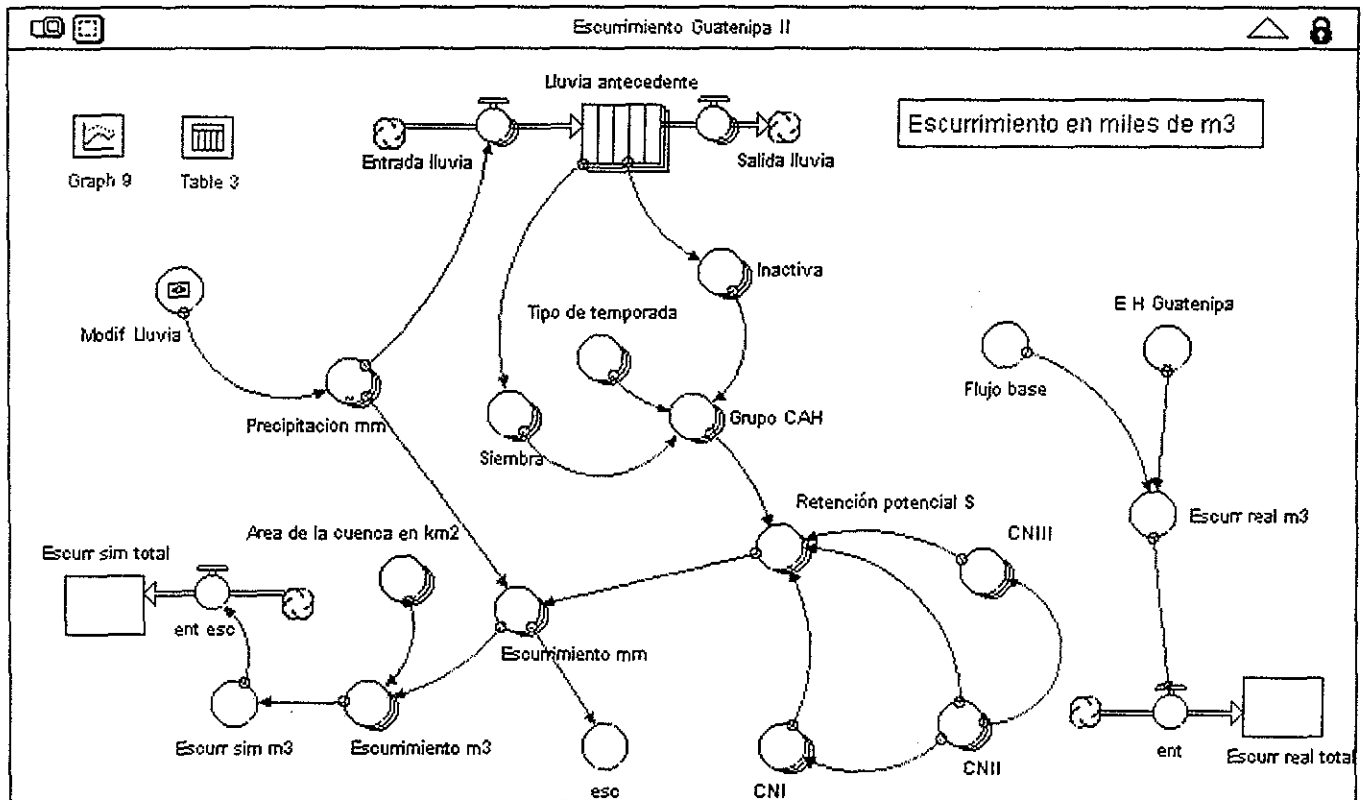 Escurrimiento Guatenipa II
Lluvia antecedente
Escurrimiento en miles de m3
Entrada lluvia
Salida lluvia
Graph 9
Table 3
Inactiva
Tipo de temporada
E H Guatenipa
Modif Lluvia
Flujo base
Precipitacion mm
Grupo CAH
Siembra
Retención potencial S
Escurr real m3
Area de la cuenca en km2
CNIII
Escurr sim total
ent esc
Escurrimiento mm
Escurr sim m3
Escurrimiento m3
CNII
ent
Escurr real total
esc
CNI